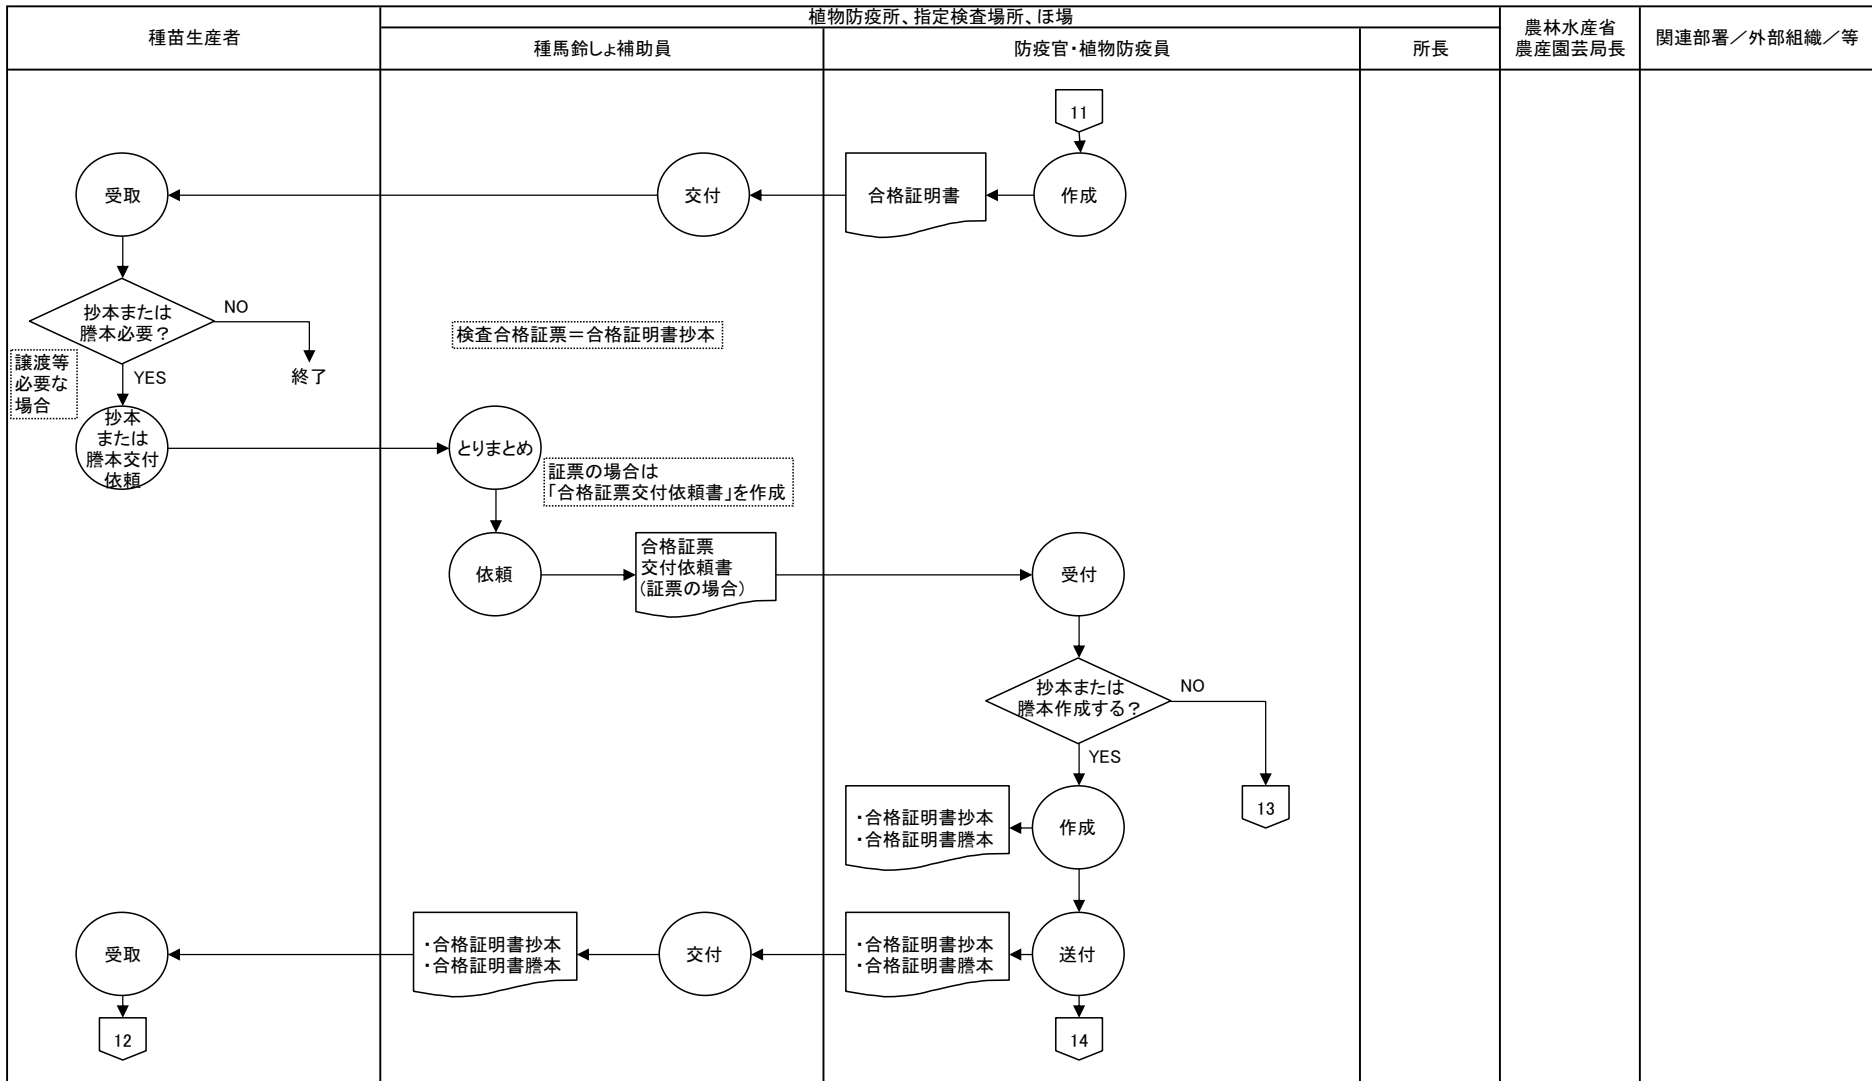 種苗生産者
植物防疫所、指定検査場所、ほ場
種馬鈴しょ補助員
防疫官・植物防疫員
所長
農林水産省
農産園芸局長
関連部署／外部組織／等
11
受取
交付
合格証明書
作成
抄本または
謄本必要？
NO
終了
YES
譲渡等
必要な
場合
検査合格証票＝合格証明書抄本
抄本
または
謄本交付
依頼
とりまとめ
証票の場合は
「合格証票交付依頼書」を作成
依頼
合格証票
交付依頼書
(証票の場合)
受付
抄本または
謄本作成する？
NO
YES
13
・合格証明書抄本
・合格証明書謄本
作成
受取
・合格証明書抄本
・合格証明書謄本
交付
・合格証明書抄本
・合格証明書謄本
送付
12
14